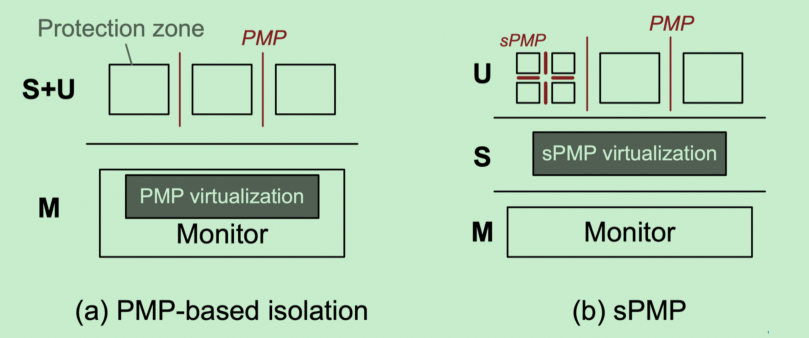 Protection zone
PMP
S+U
M
PMP virtualization
Monitor
(a) PMP-based isolation
sPMP
PMP
U
S
sPMP virtualization
M
Monitor
(b) sPMP